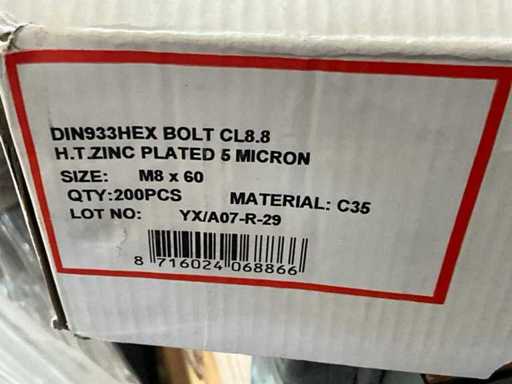 DIN933HEX BOLT CL8.8
H.T.ZINC PLATED 5 MICRON
SIZE: M8 x 60
QTY:200PCS MATERIAL: C35
LOT NO: YX/A07-R-29
8 716024 068866